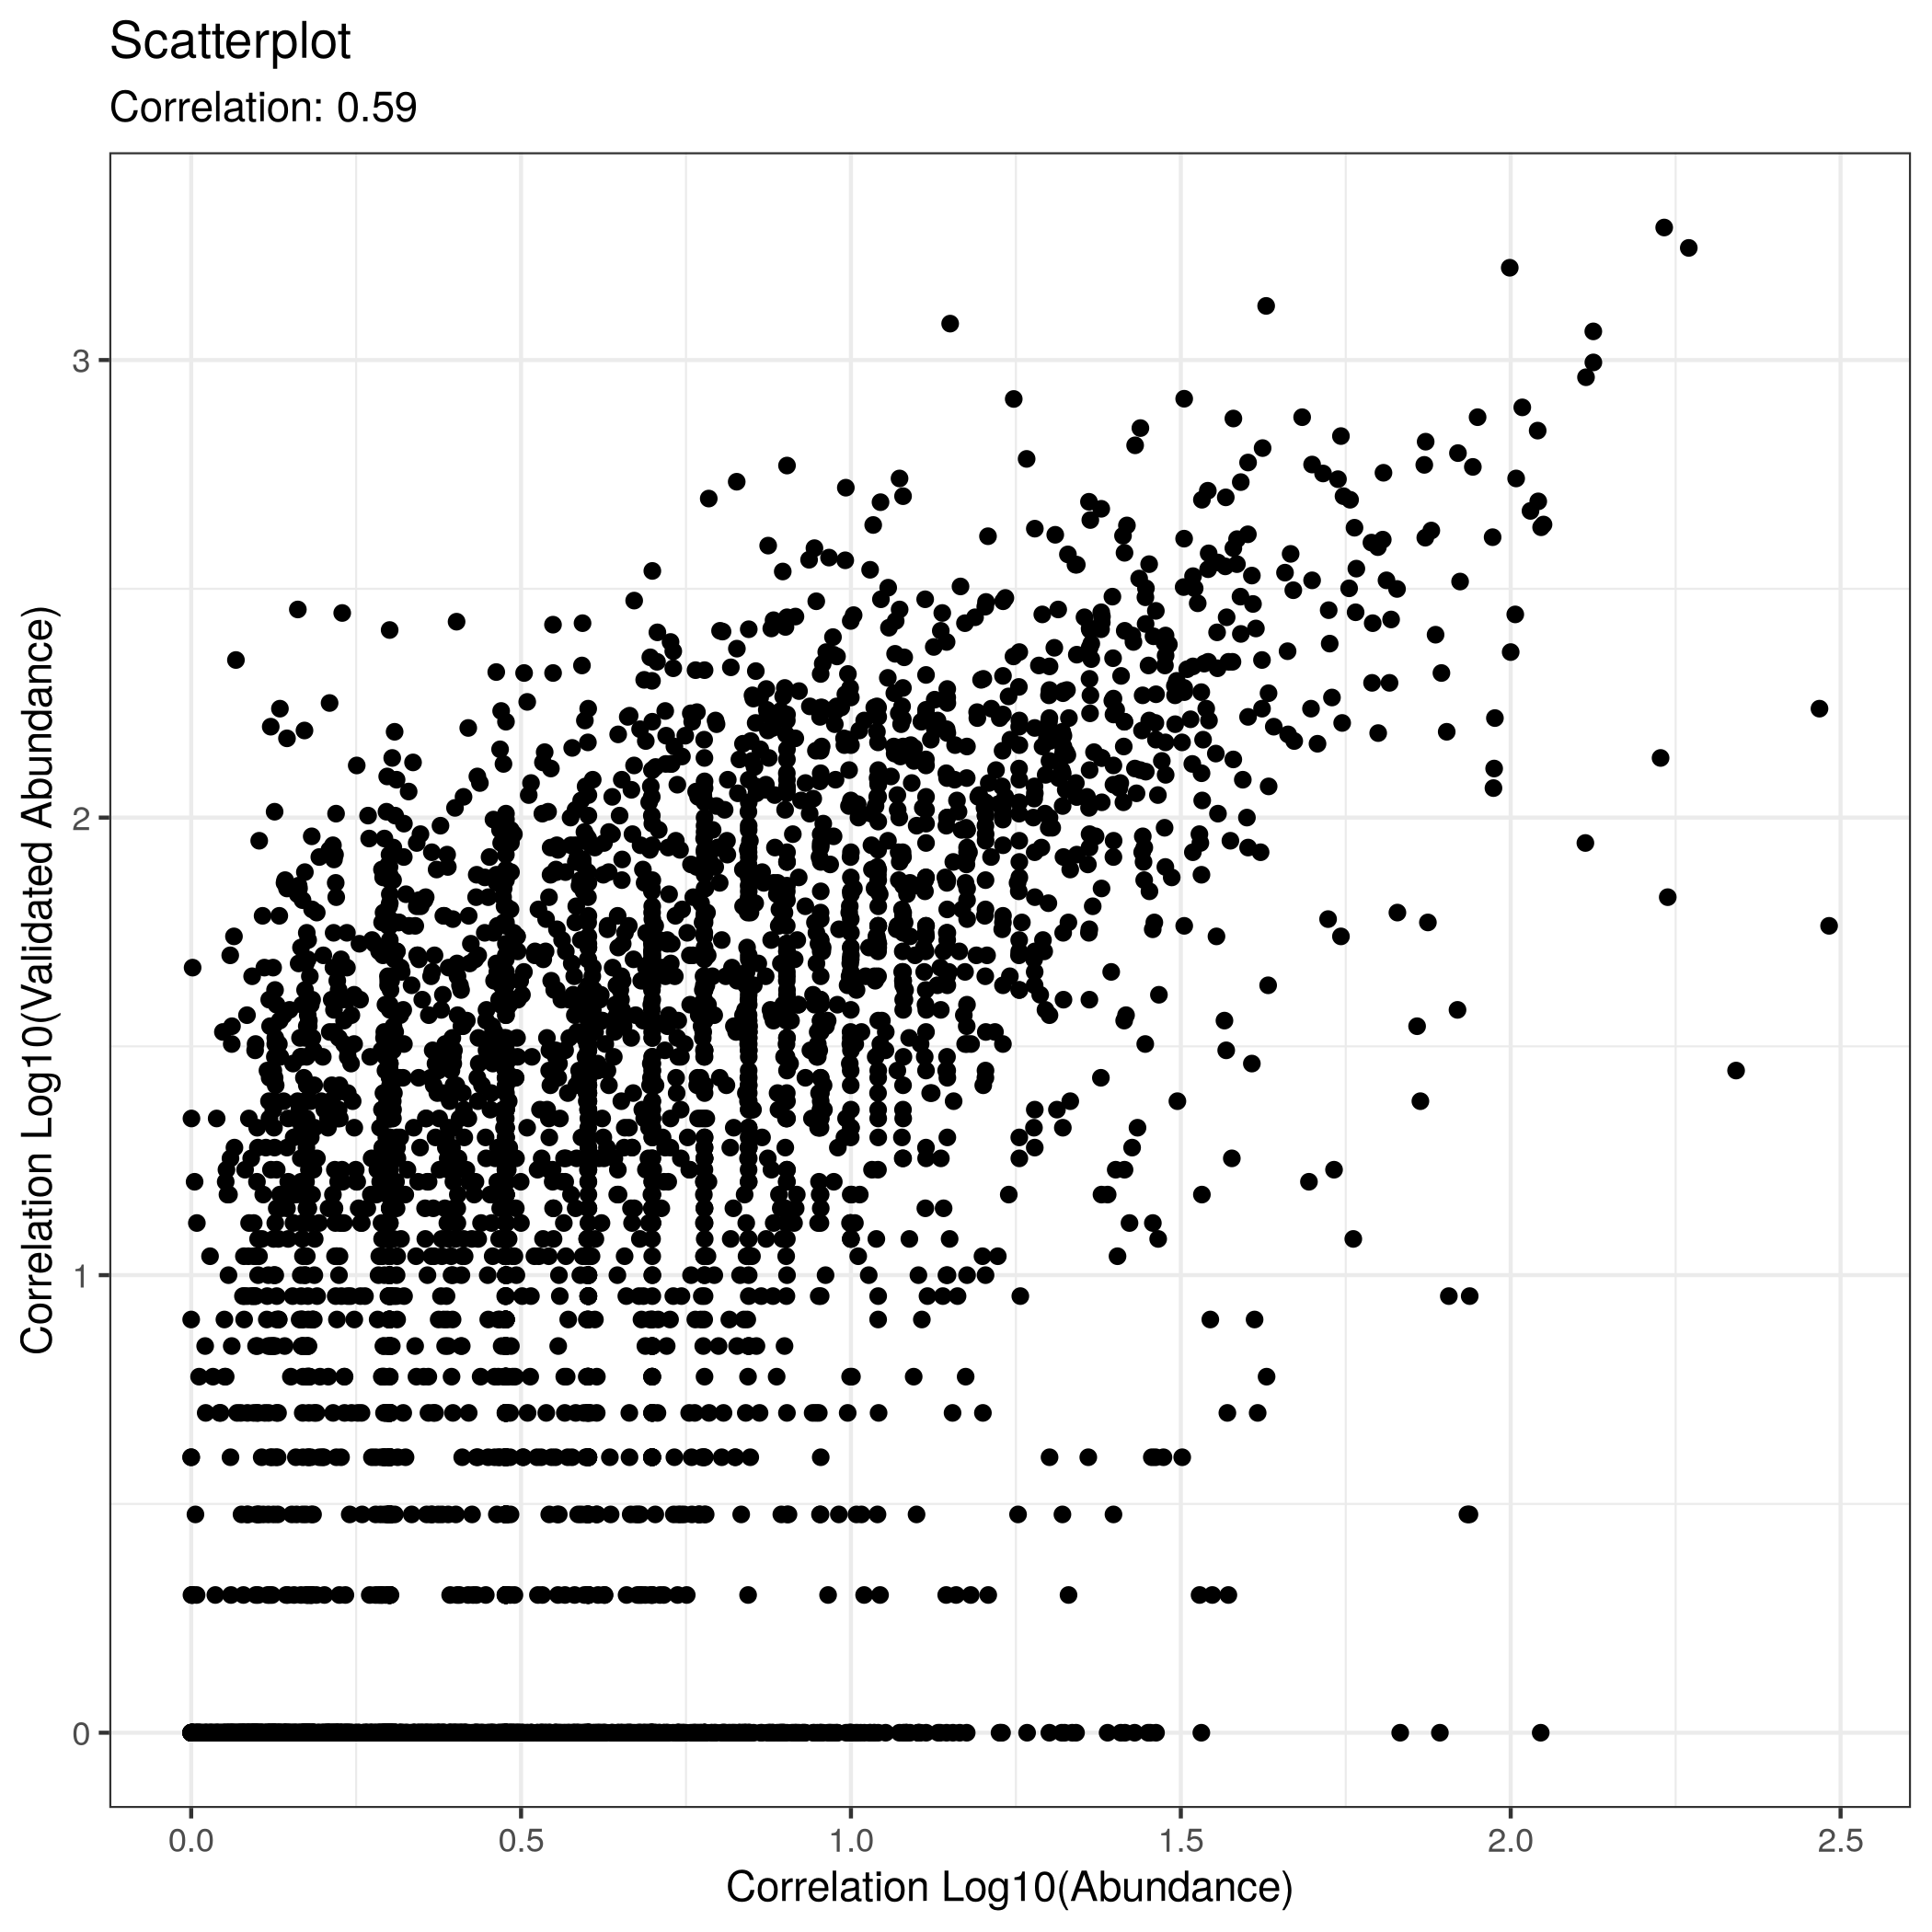 Scatterplot
Correlation: 0.59
Correlation Log10(Validated Abundance)
3
2
1
0
0.0 0.5 1.0 1.5 2.0 2.5
Correlation Log10(Abundance)